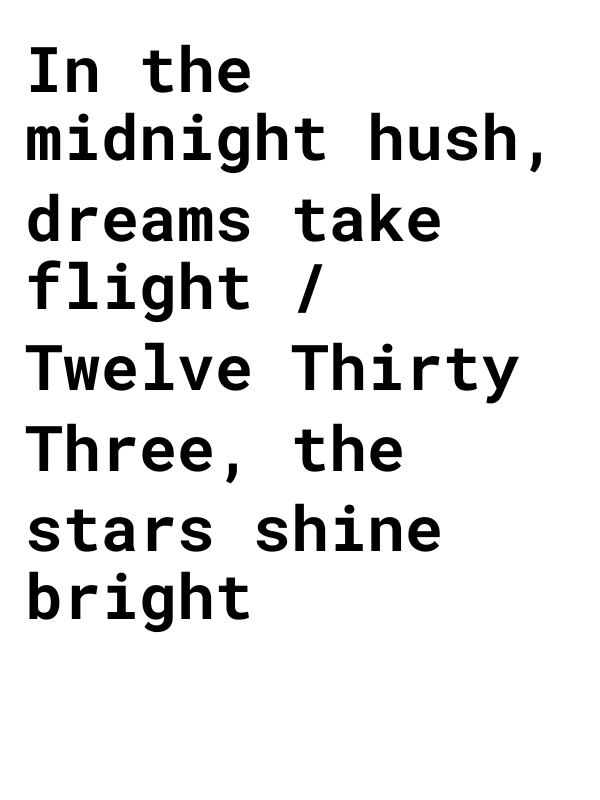 In the
midnight hush,
dreams take
flight /
Twelve Thirty
Three, the
stars shine
bright